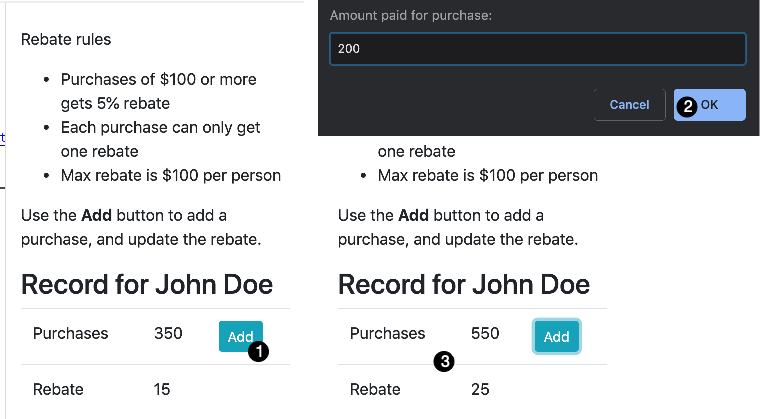 Rebate rules
• Purchases of $100 or more
gets 5% rebate
• Each purchase can only get
one rebate
• Max rebate is $100 per person
Use the Add button to add a
purchase, and update the rebate.
Record for John Doe
Purchases 350 Add
1
Rebate 15
t
Amount paid for purchase:
200
Cancel 2 OK
one rebate
• Max rebate is $100 per person
Use the Add button to add a
purchase, and update the rebate.
Record for John Doe
Purchases 550 Add
3
Rebate 25